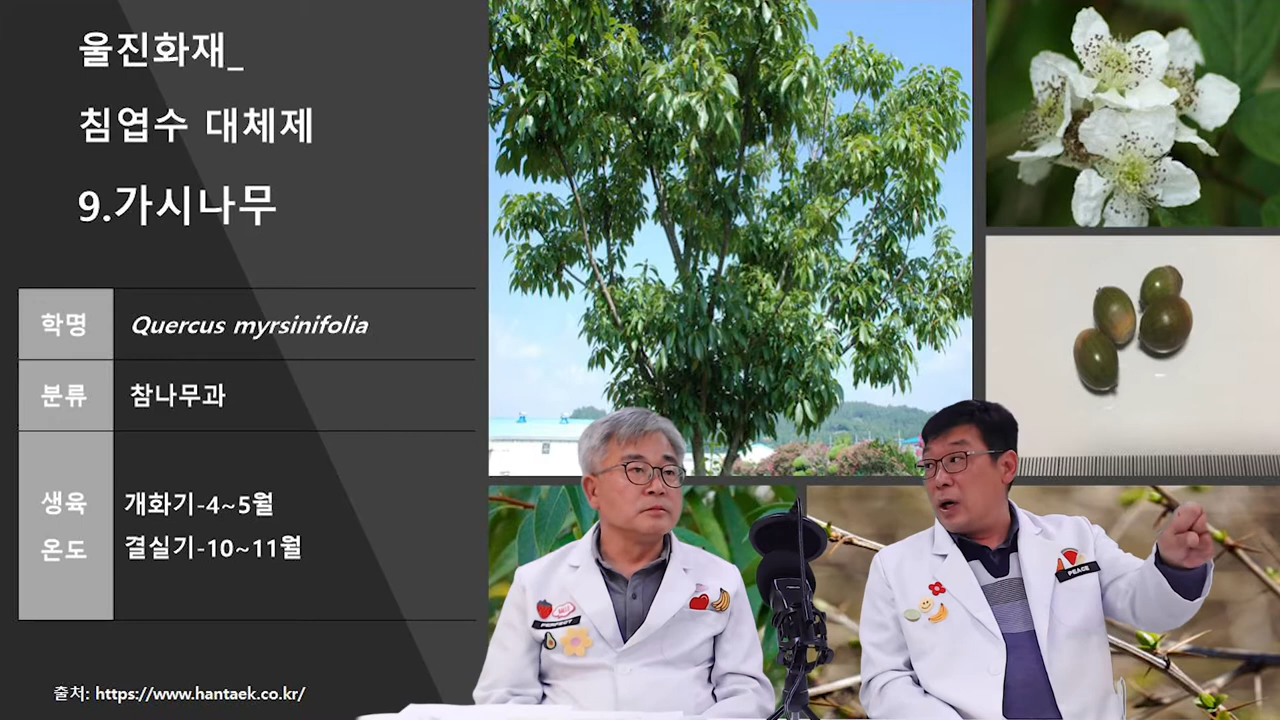 울진화재_
침엽수 대체제
9.가시나무
학명
Quercus myrsinifolia
분류
참나무과
생육
온도
개화기-4~5월
결실기-10~11월
출처: https://www.hantaek.co.kr/
PERFECT
PEACE